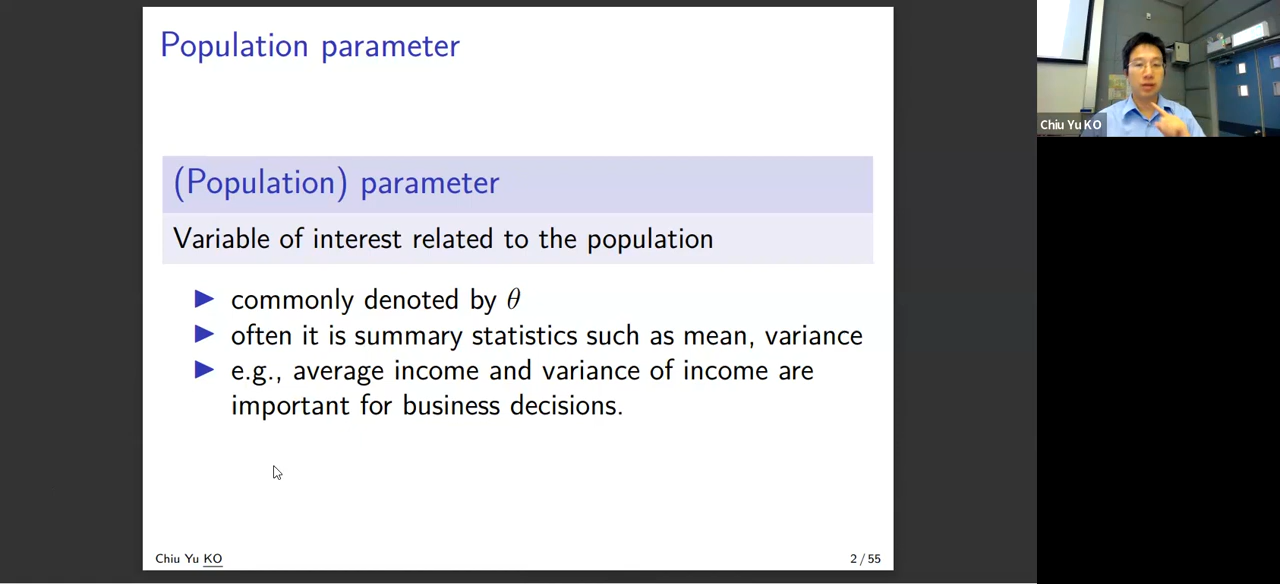 Population parameter
(Population) parameter
Variable of interest related to the population
▶ commonly denoted by θ
▶ often it is summary statistics such as mean, variance
▶ e.g., average income and variance of income are
important for business decisions.
Chiu Yu KO
2 / 55
Chiu Yu KO